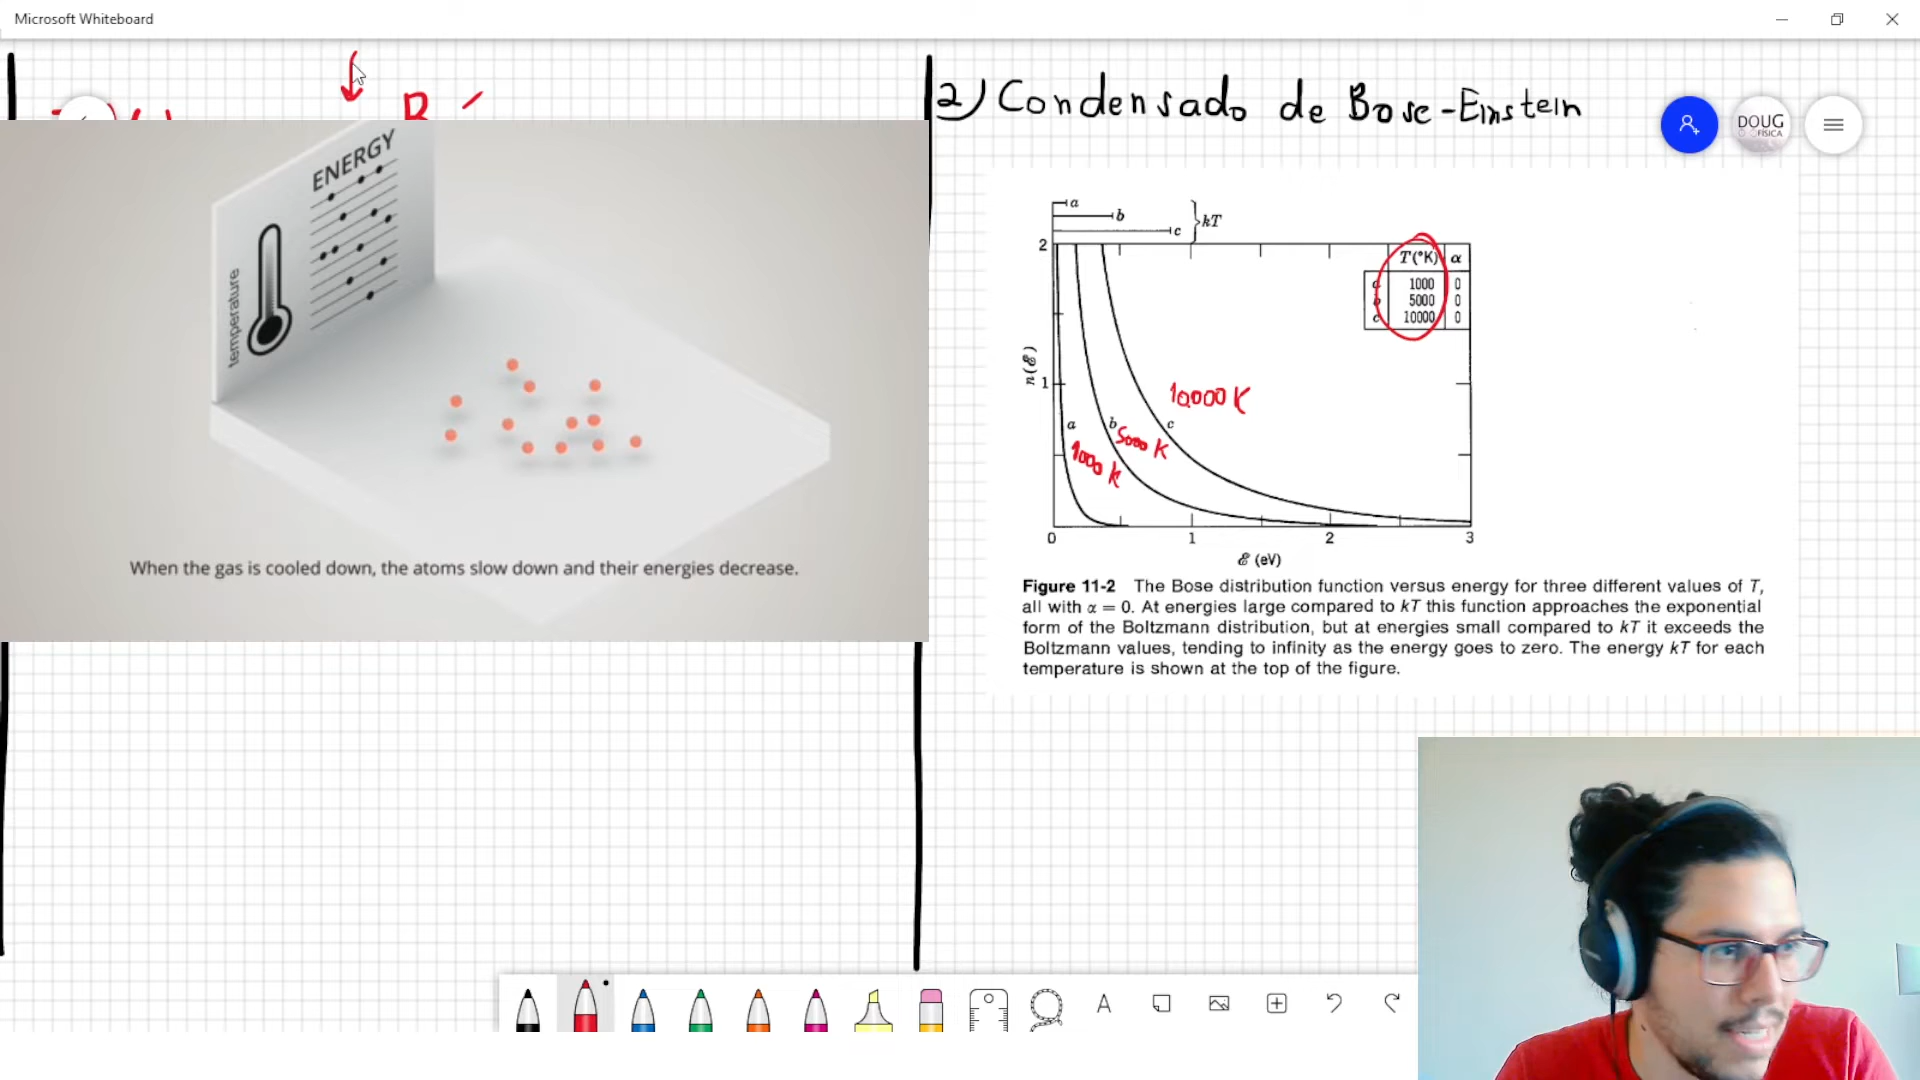 Microsoft Whiteboard
B
2) Condensado de Bose-Einstein
DOUG
FÍSICA
ENERGY
temperature
When the gas is cooled down, the atoms slow down and their energies decrease.
a
b
c
}kT
2
T(°K) α
a 1000 0
b 5000 0
c 10000 0
n(ℰ)
1
10000 K
a
b
c
5000 K
1000 K
0
1
2
3
ℰ (eV)
Figure 11-2 The Bose distribution function versus energy for three different values of T,
all with α = 0. At energies large compared to kT this function approaches the exponential
form of the Boltzmann distribution, but at energies small compared to kT it exceeds the
Boltzmann values, tending to infinity as the energy goes to zero. The energy kT for each
temperature is shown at the top of the figure.